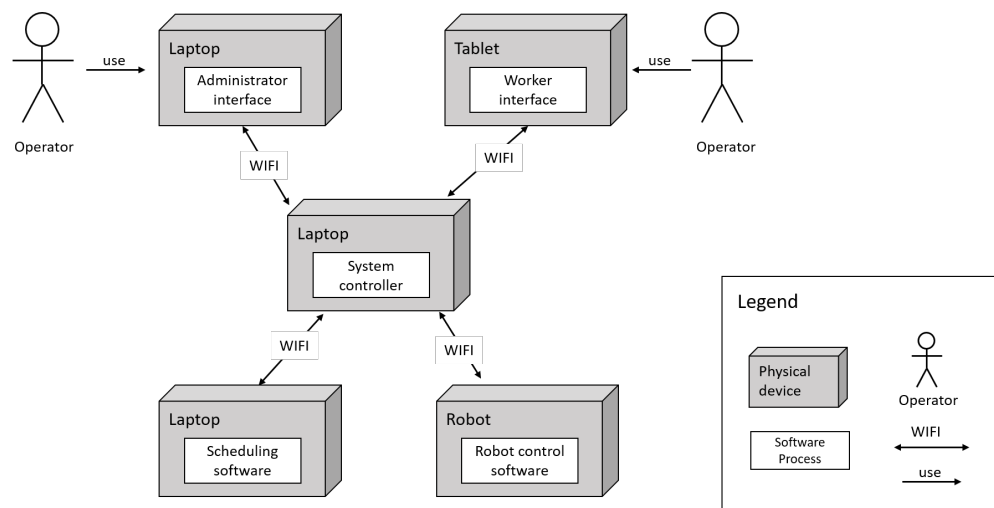 Laptop
Administrator
interface
Tablet
Worker
interface
use
use
Operator
Operator
WIFI
WIFI
Laptop
System
controller
WIFI
WIFI
Laptop
Scheduling
software
Robot
Robot control
software
Legend
Physical
device
Operator
Software
Process
WIFI
use